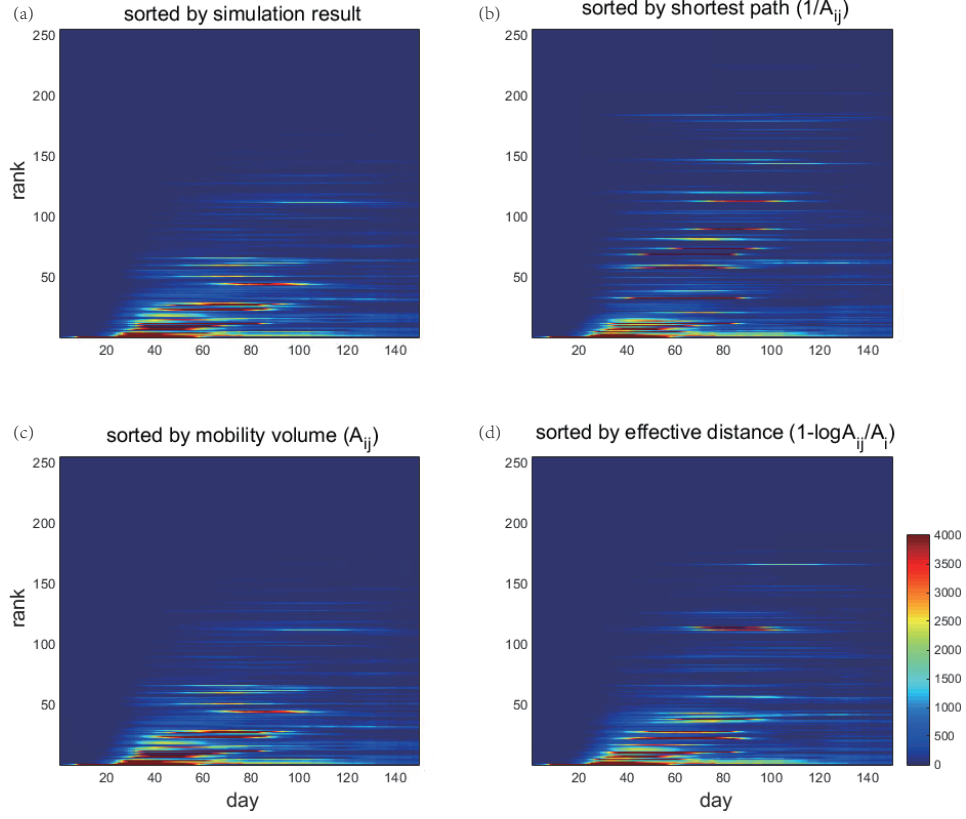 (a)
sorted by simulation result
250
200
150
100
50
rank
20 40 60 80 100 120 140
(b)
sorted by shortest path (1/Aij)
250
200
150
100
50
20 40 60 80 100 120 140
(c)
sorted by mobility volume (Aij)
250
200
150
100
50
rank
20 40 60 80 100 120 140
day
(d)
sorted by effective distance (1-logAij/Ai)
250
200
150
100
50
20 40 60 80 100 120 140
day
4000
3500
3000
2500
2000
1500
1000
500
0